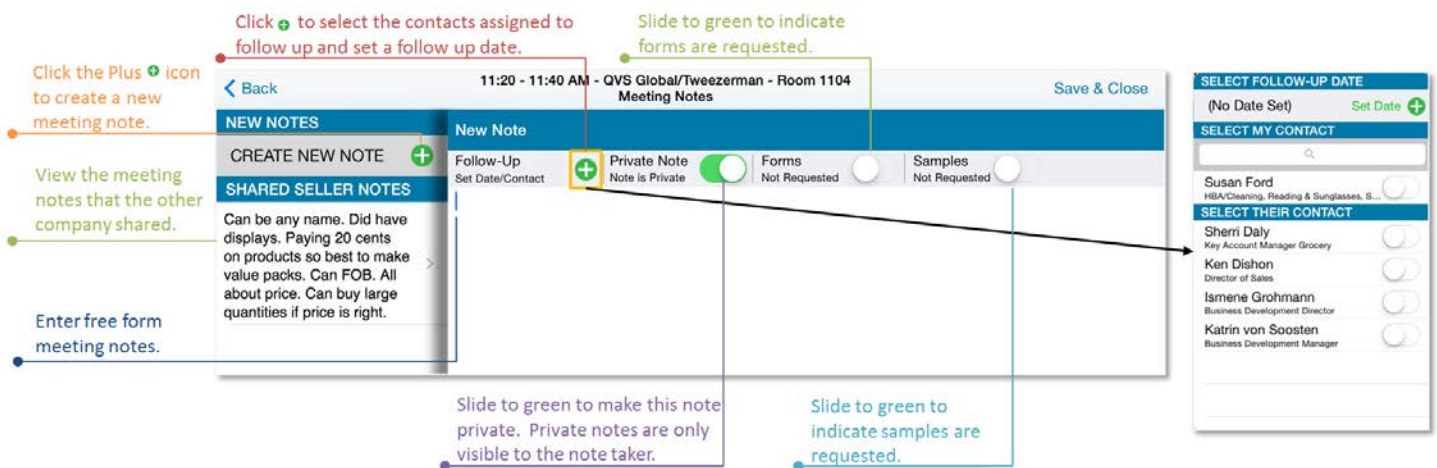 Click + to select the contacts assigned to
follow up and set a follow up date.
Slide to green to indicate
forms are requested.
Click the Plus + icon
to create a new
meeting note.
View the meeting
notes that the other
company shared.
Enter free form
meeting notes.
Back
11:20 - 11:40 AM - QVS Global/Tweezerman - Room 1104
Meeting Notes
Save & Close
NEW NOTES
CREATE NEW NOTE
SHARED SELLER NOTES
Can be any name. Did have
displays. Paying 20 cents
on products so best to make
value packs. Can FOB. All
about price. Can buy large
quantities if price is right.
New Note
Follow-Up
Set Date/Contact
Private Note
Note is Private
Forms
Not Requested
Samples
Not Requested
SELECT FOLLOW-UP DATE
(No Date Set) Set Date
SELECT MY CONTACT
Susan Ford
HBA/Cleaning, Reading & Sunglasses, S...
SELECT THEIR CONTACT
Sherri Daly
Key Account Manager Grocery
Ken Dishon
Director of Sales
Ismene Grohmann
Business Development Director
Katrin von Soosten
Business Development Manager
Slide to green to make this note
private. Private notes are only
visible to the note taker.
Slide to green to
indicate samples are
requested.